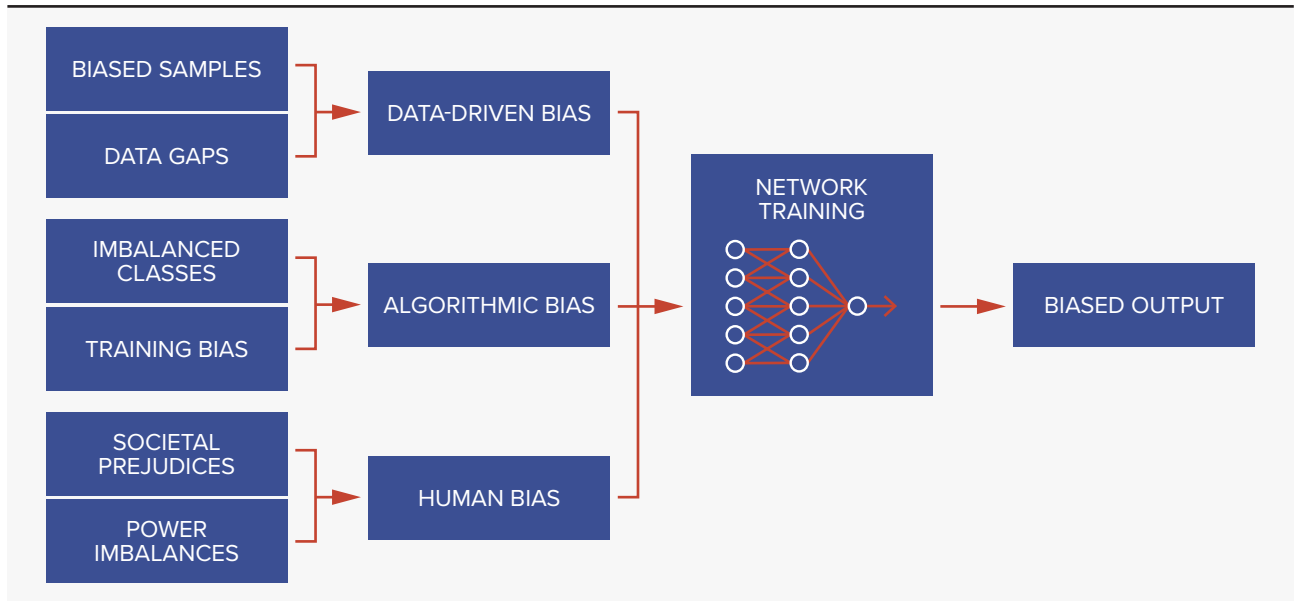 BIASED SAMPLES
DATA GAPS
IMBALANCED
CLASSES
TRAINING BIAS
SOCIETAL
PREJUDICES
POWER
IMBALANCES
DATA-DRIVEN BIAS
ALGORITHMIC BIAS
HUMAN BIAS
NETWORK
TRAINING
BIASED OUTPUT